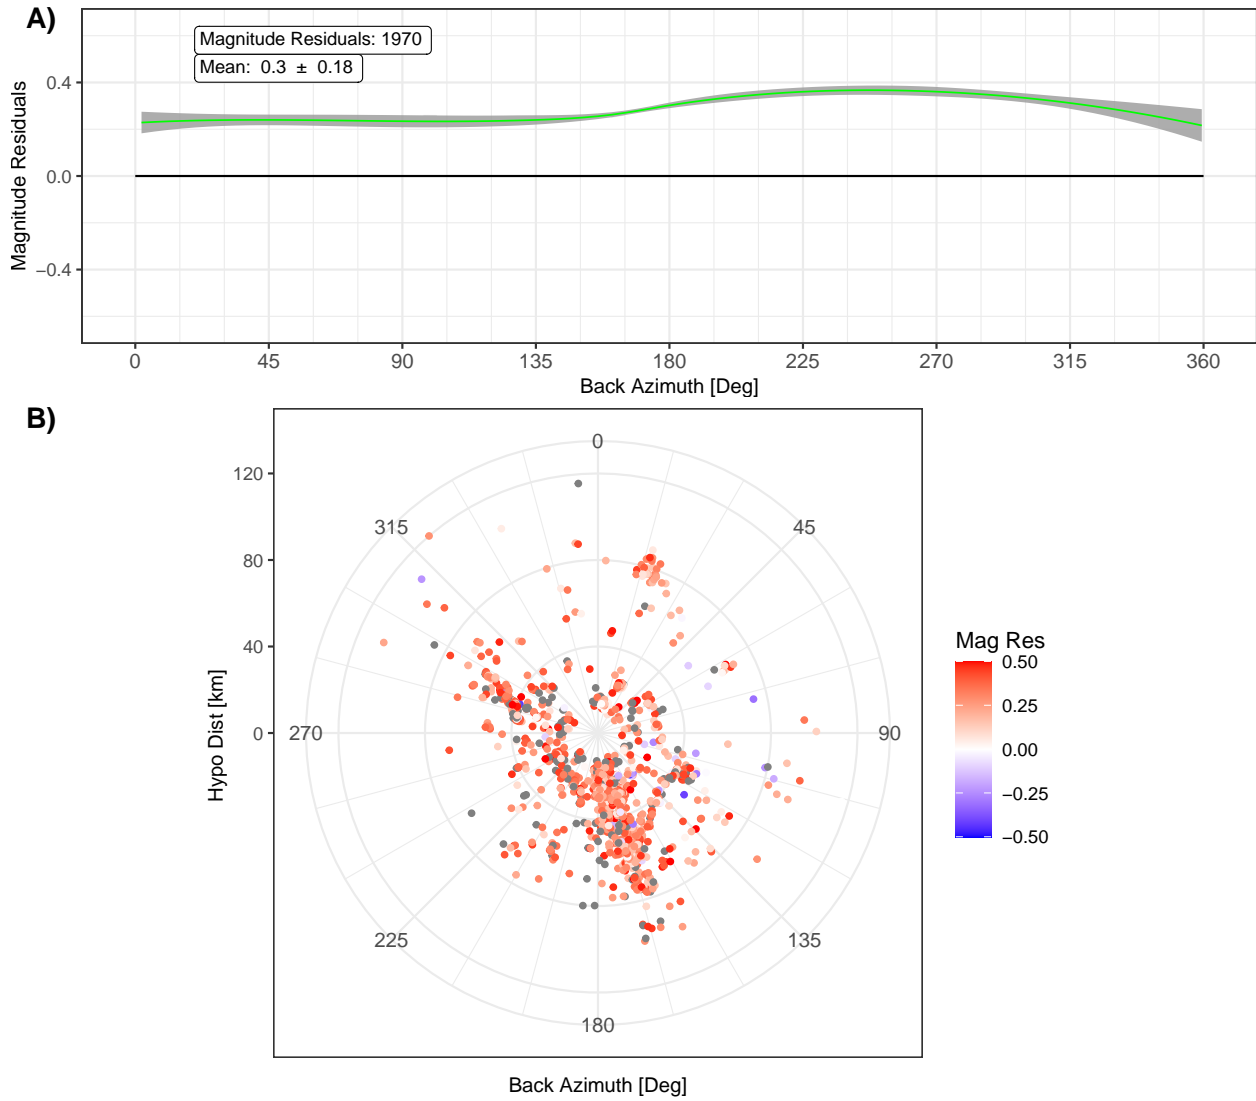 A)
Magnitude Residuals: 1970
Mean:  0.3  ±  0.18
Magnitude Residuals
0.4
0.0
−0.4
0 45 90 135 180 225 270 315 360
Back Azimuth [Deg]
B)
Hypo Dist [km]
120
80
40
0
0
45
90
135
180
225
270
315
Back Azimuth [Deg]
Mag Res
0.50
0.25
0.00
−0.25
−0.50